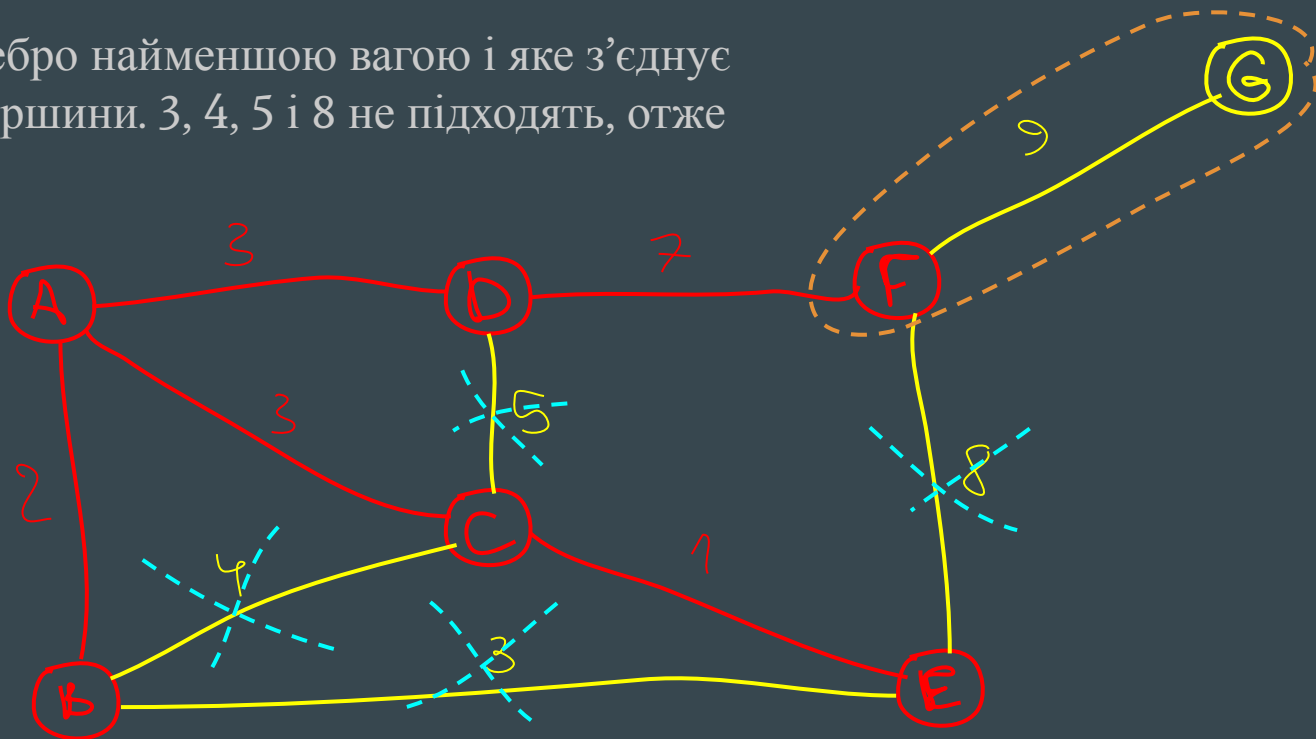 ебро найменшою вагою і яке з’єднує
ршини. 3, 4, 5 і 8 не підходять, отже
G
9
3
7
A
D
F
3
5
2
8
C
4
1
3
B
E